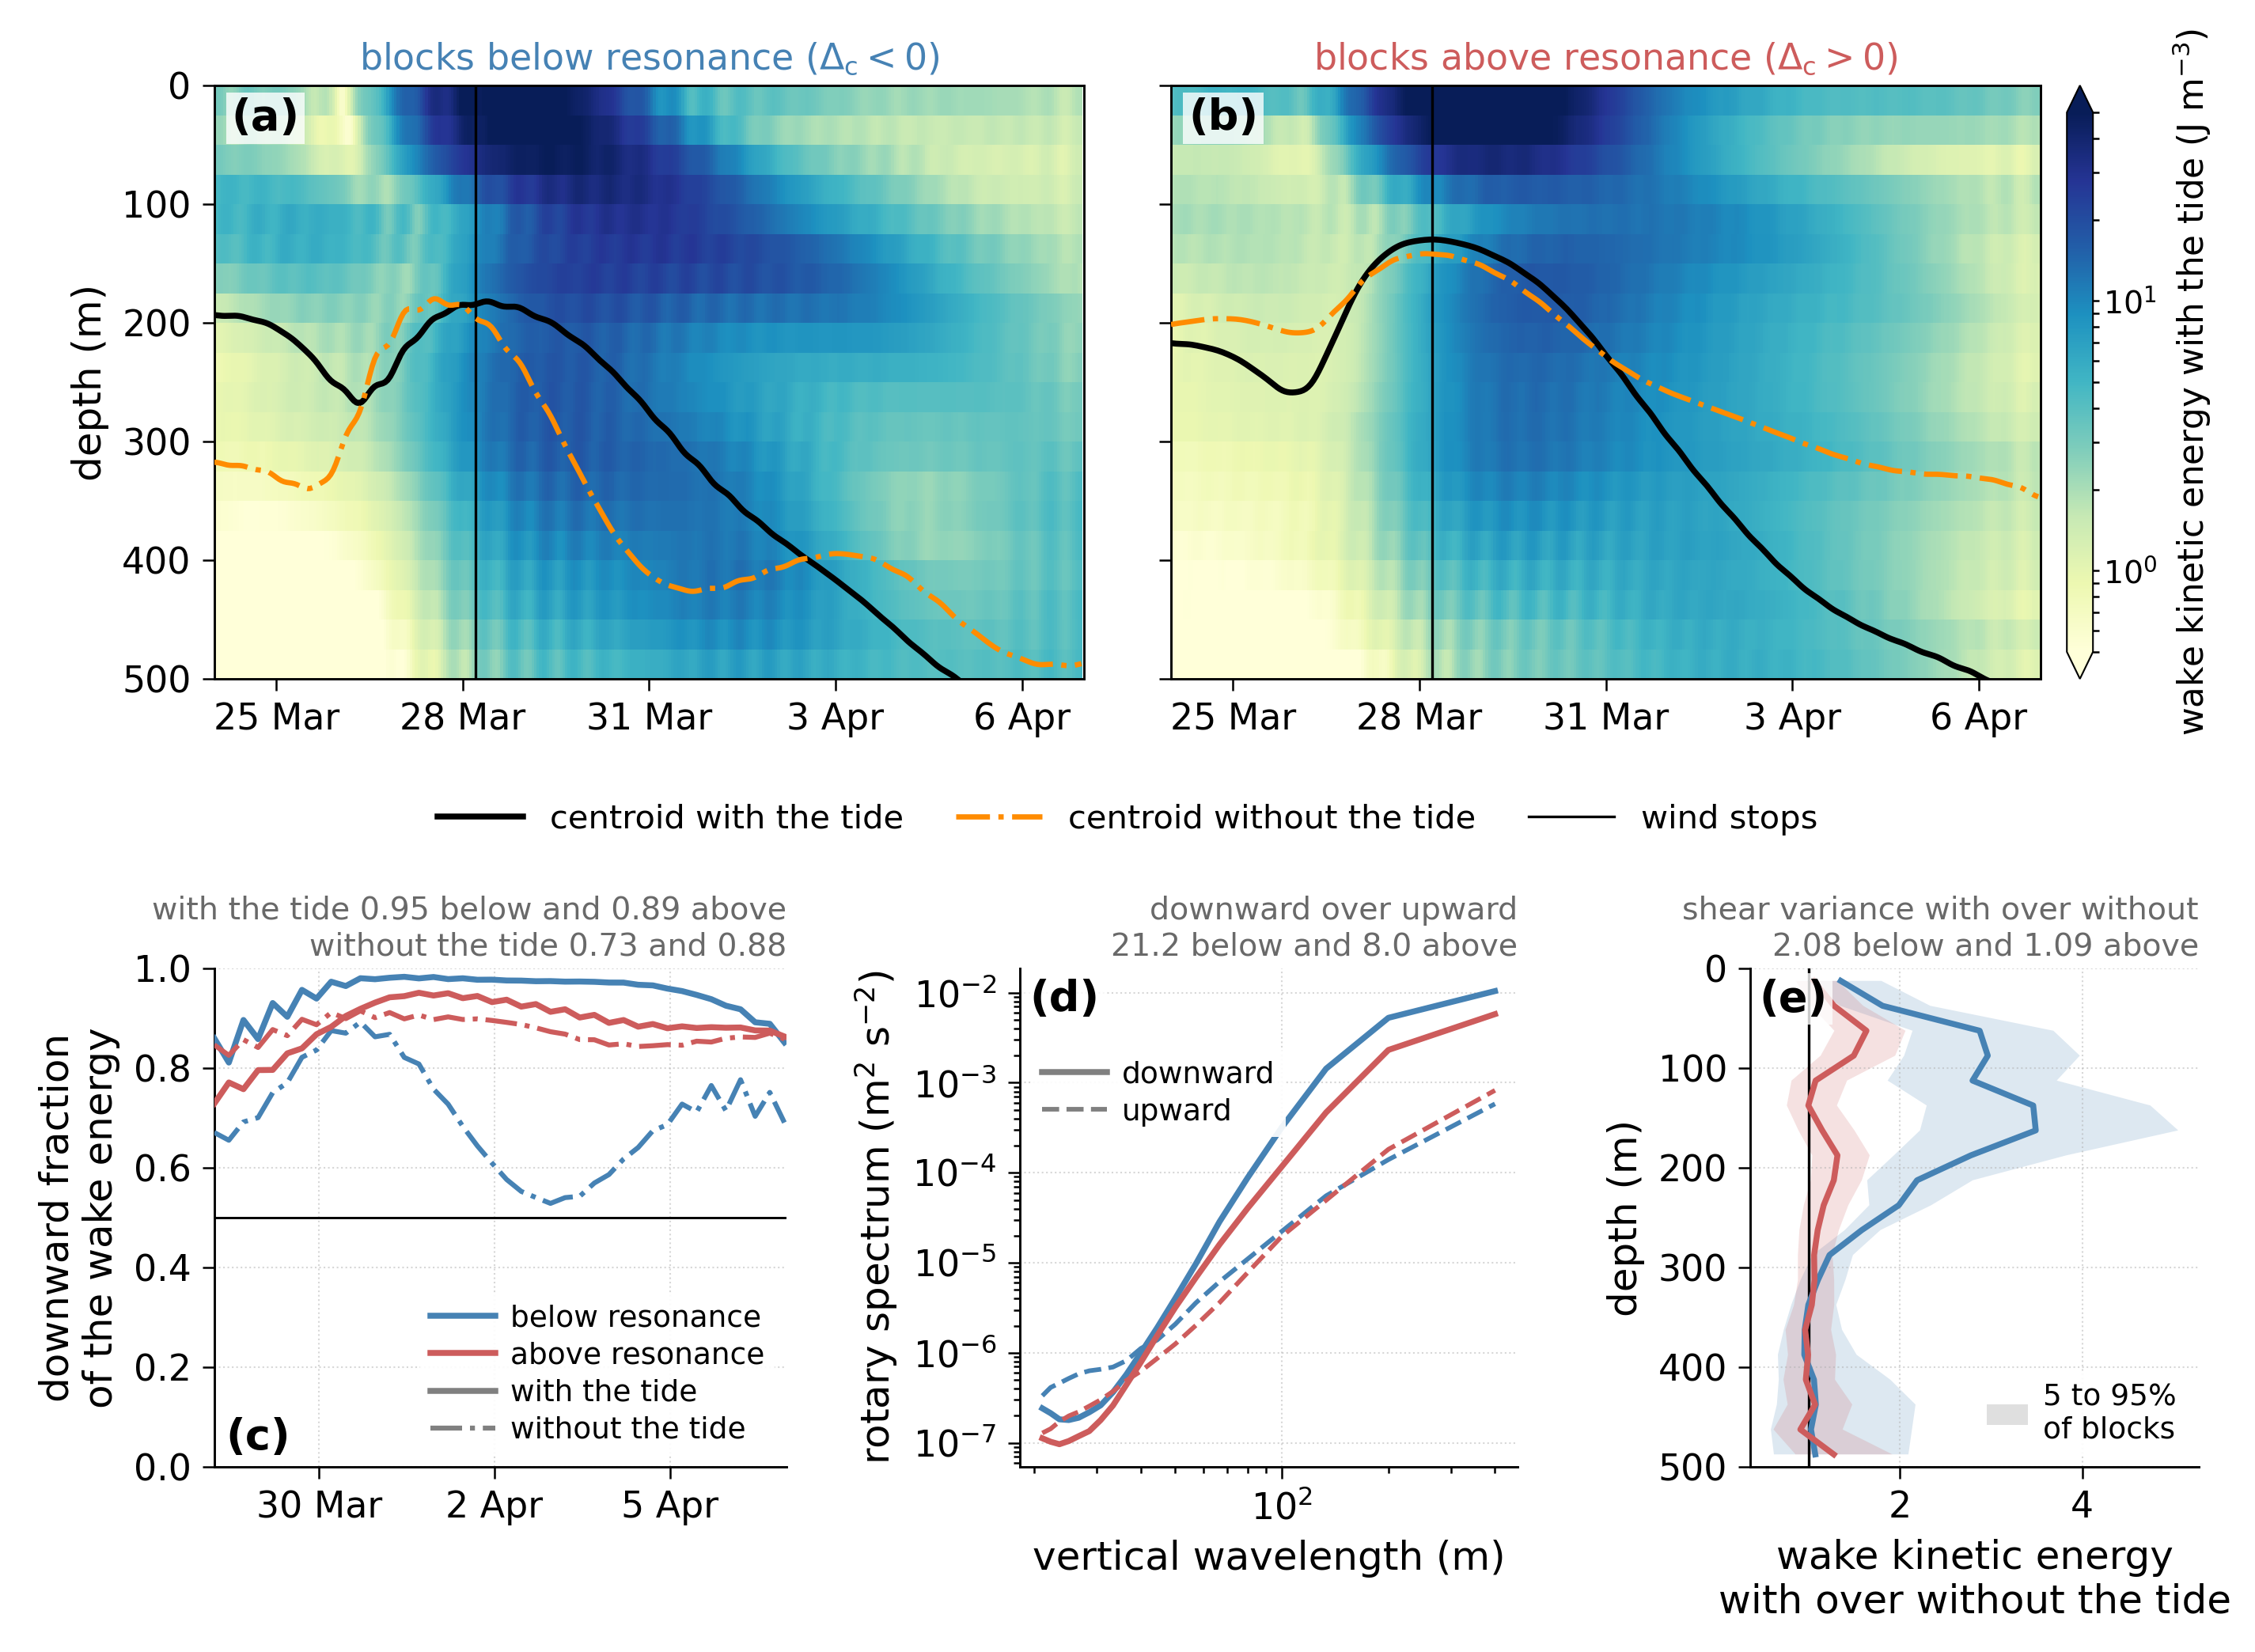 blocks below resonance (Δc < 0)
blocks above resonance (Δc > 0)
(a)
(b)
0
100
200
300
400
500
depth (m)
25 Mar
28 Mar
31 Mar
3 Apr
6 Apr
25 Mar
28 Mar
31 Mar
3 Apr
6 Apr
10¹
10⁰
wake kinetic energy with the tide (J m⁻³)
centroid with the tide
centroid without the tide
wind stops
with the tide 0.95 below and 0.89 above
without the tide 0.73 and 0.88
1.0
0.8
0.6
0.4
0.2
0.0
downward fraction
of the wake energy
below resonance
above resonance
with the tide
without the tide
(c)
30 Mar
2 Apr
5 Apr
downward over upward
21.2 below and 8.0 above
(d)
10⁻²
10⁻³
10⁻⁴
10⁻⁵
10⁻⁶
10⁻⁷
rotary spectrum (m² s⁻²)
downward
upward
10²
vertical wavelength (m)
shear variance with over without
2.08 below and 1.09 above
(e)
0
100
200
300
400
500
depth (m)
5 to 95%
of blocks
2
4
wake kinetic energy
with over without the tide